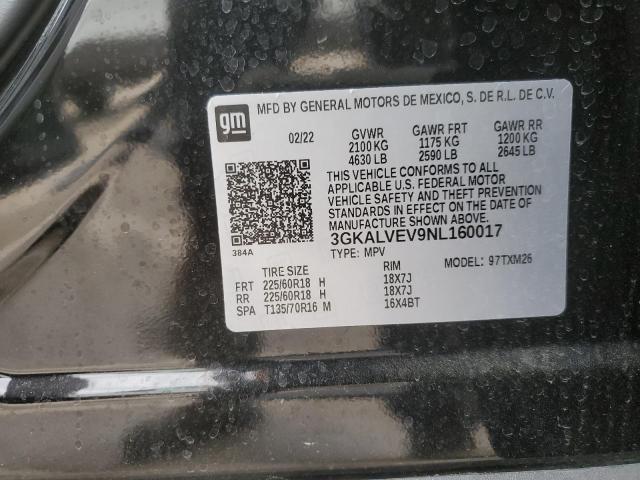 gm
MFD BY GENERAL MOTORS DE MEXICO, S. DE R.L. DE C.V.
02/22 GVWR GAWR FRT GAWR RR
2100 KG 1175 KG 1200 KG
4630 LB 2590 LB 2645 LB
THIS VEHICLE CONFORMS TO ALL
APPLICABLE U.S. FEDERAL MOTOR
VEHICLE SAFETY AND THEFT PREVENTION
STANDARDS IN EFFECT ON THE DATE OF
MANUFACTURE SHOWN ABOVE.
384A
3GKALVEV9NL160017
TYPE: MPV MODEL: 97TXM26
TIRE SIZE RIM
FRT 225/60R18 H 18X7J
RR 225/60R18 H 18X7J
SPA T135/70R16 M 16X4BT